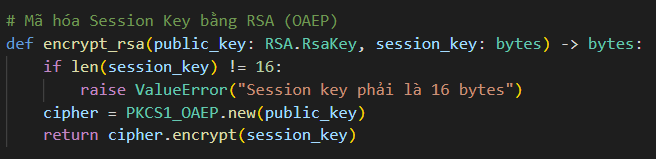 # Mã hóa Session Key bằng RSA (OAEP)
def encrypt_rsa(public_key: RSA.RsaKey, session_key: bytes) -> bytes:
    if len(session_key) != 16:
        raise ValueError("Session key phải là 16 bytes")
    cipher = PKCS1_OAEP.new(public_key)
    return cipher.encrypt(session_key)